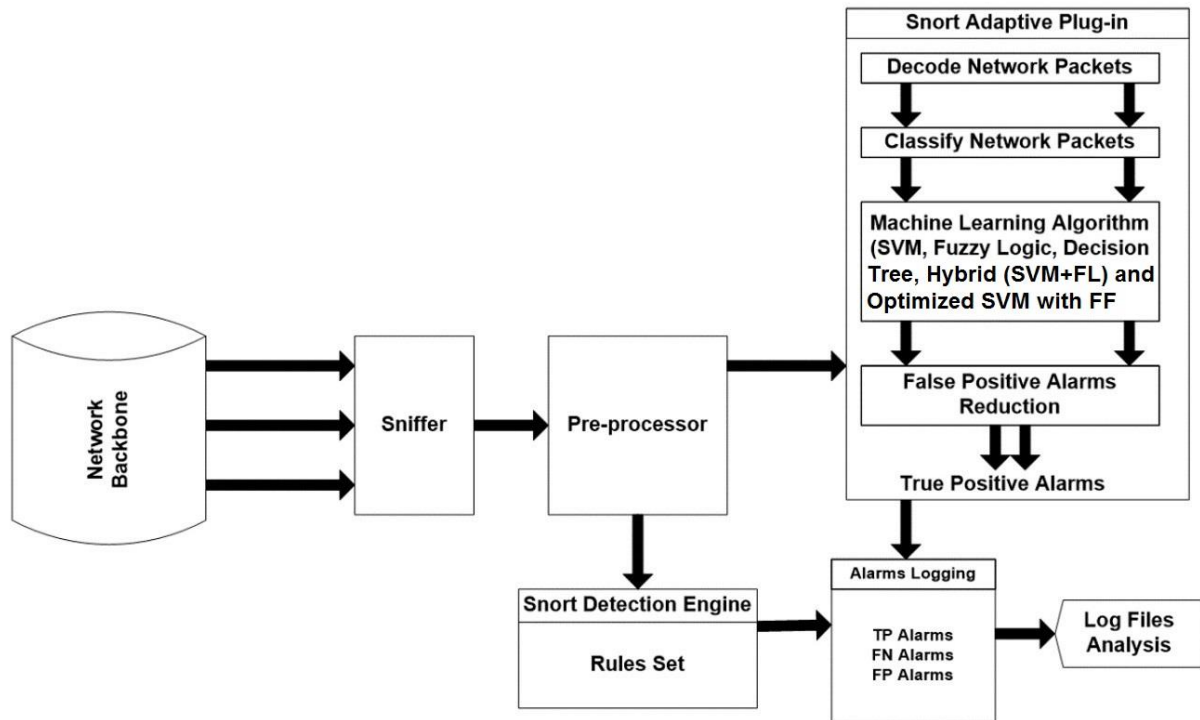 Snort Adaptive Plug-in
Decode Network Packets
Classify Network Packets
Machine Learning Algorithm
(SVM, Fuzzy Logic, Decision
Tree, Hybrid (SVM+FL) and
Optimized SVM with FF
False Positive Alarms
Reduction
True Positive Alarms
Network
Backbone
Sniffer
Pre-processor
Snort Detection Engine
Rules Set
Alarms Logging
TP Alarms
FN Alarms
FP Alarms
Log Files
Analysis